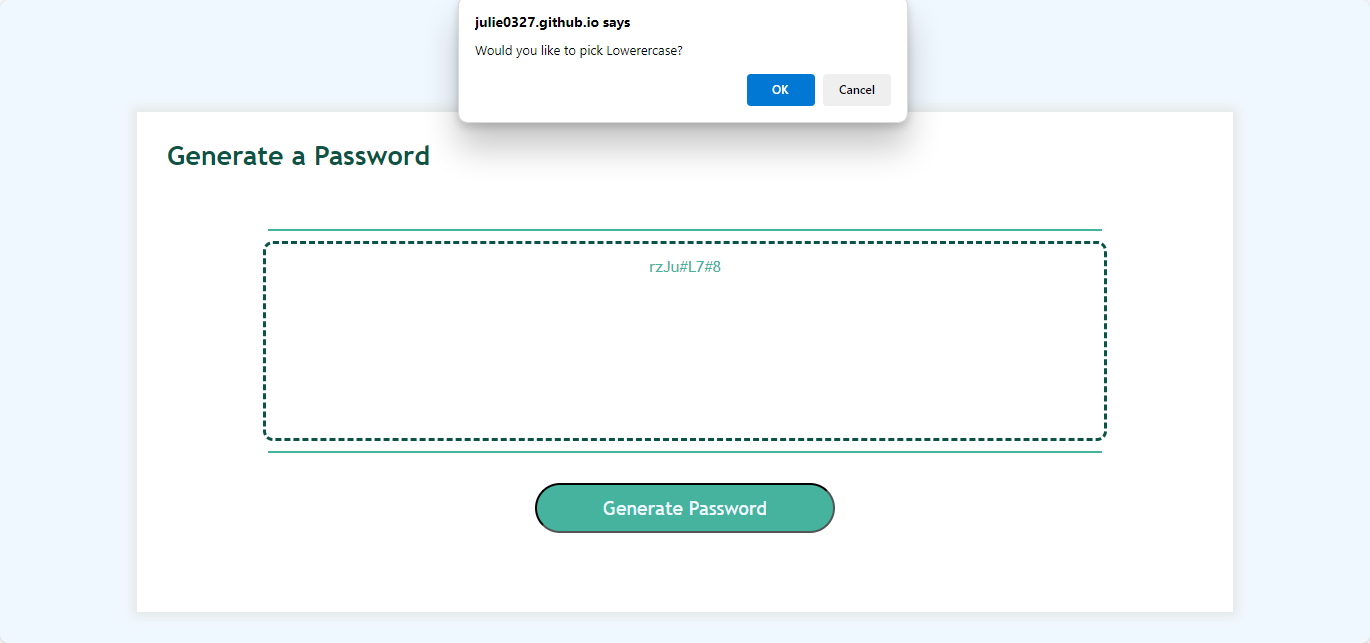 julie0327.github.io says
Would you like to pick Lowerercase?
OK Cancel
Generate a Password
rzJu#L7#8
Generate Password